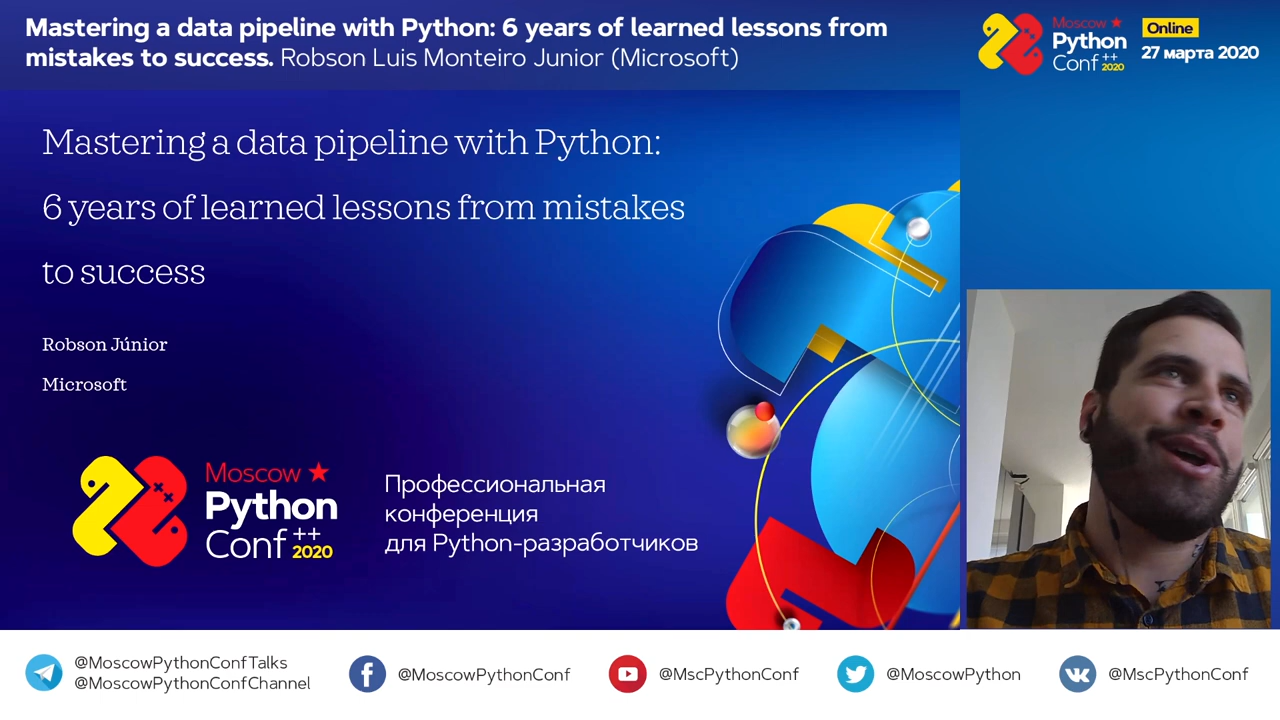 Mastering a data pipeline with Python: 6 years of learned lessons from
mistakes to success. Robson Luis Monteiro Junior (Microsoft)
Moscow
Python
Conf ++
2020
Online
27 марта 2020
Mastering a data pipeline with Python:
6 years of learned lessons from mistakes
to success
Robson Júnior
Microsoft
Moscow
Python
Conf ++
2020
Профессиональная
конференция
для Python-разработчиков
@MoscowPythonConfTalks
@MoscowPythonConfChannel
@MoscowPythonConf
@MscPythonConf
@MoscowPython
@MscPythonConf